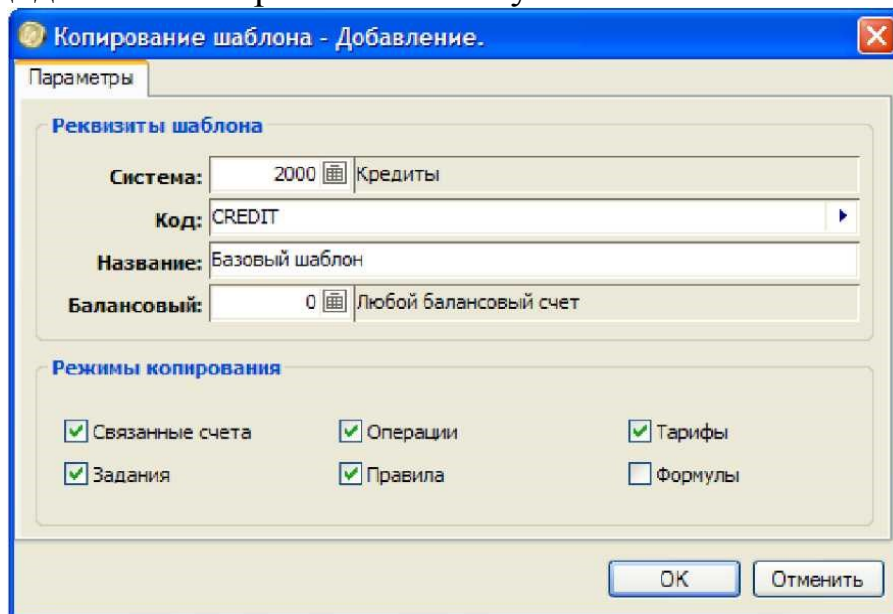 Копирование шаблона - Добавление.
Параметры
Реквизиты шаблона
Система: 2000 Кредиты
Код: CREDIT
Название: Базовый шаблон
Балансовый: 0 Любой балансовый счет
Режимы копирования
Связанные счета Операции Тарифы
Задания Правила Формулы
OK Отменить